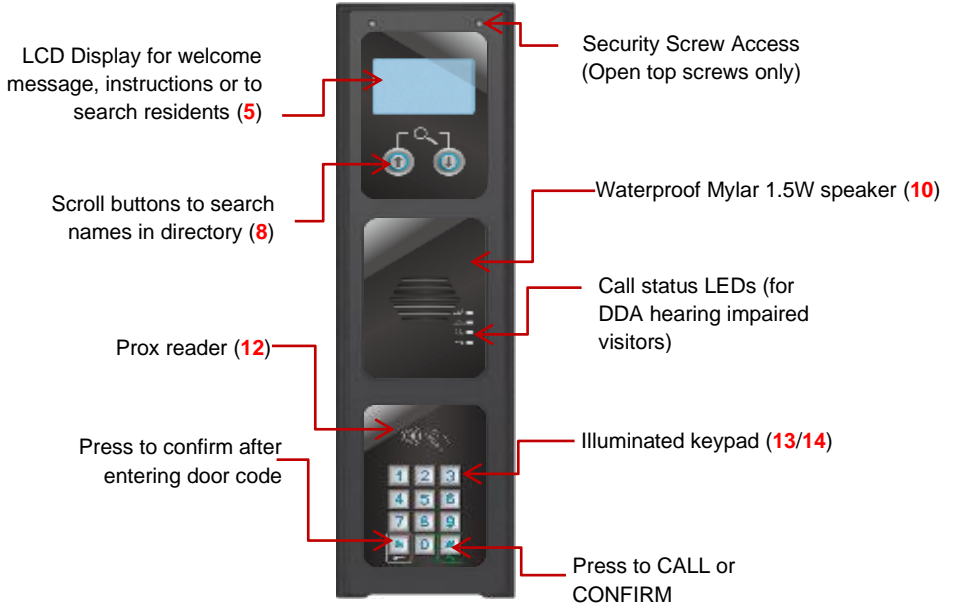 LCD Display for welcome
message, instructions or to
search residents (5)
Security Screw Access
(Open top screws only)
Scroll buttons to search
names in directory (8)
Waterproof Mylar 1.5W speaker (10)
Call status LEDs (for
DDA hearing impaired
visitors)
Prox reader (12)
Press to confirm after
entering door code
Illuminated keypad (13/14)
1 2 3
4 5 6
7 8 9
* 0 #
Press to CALL or
CONFIRM